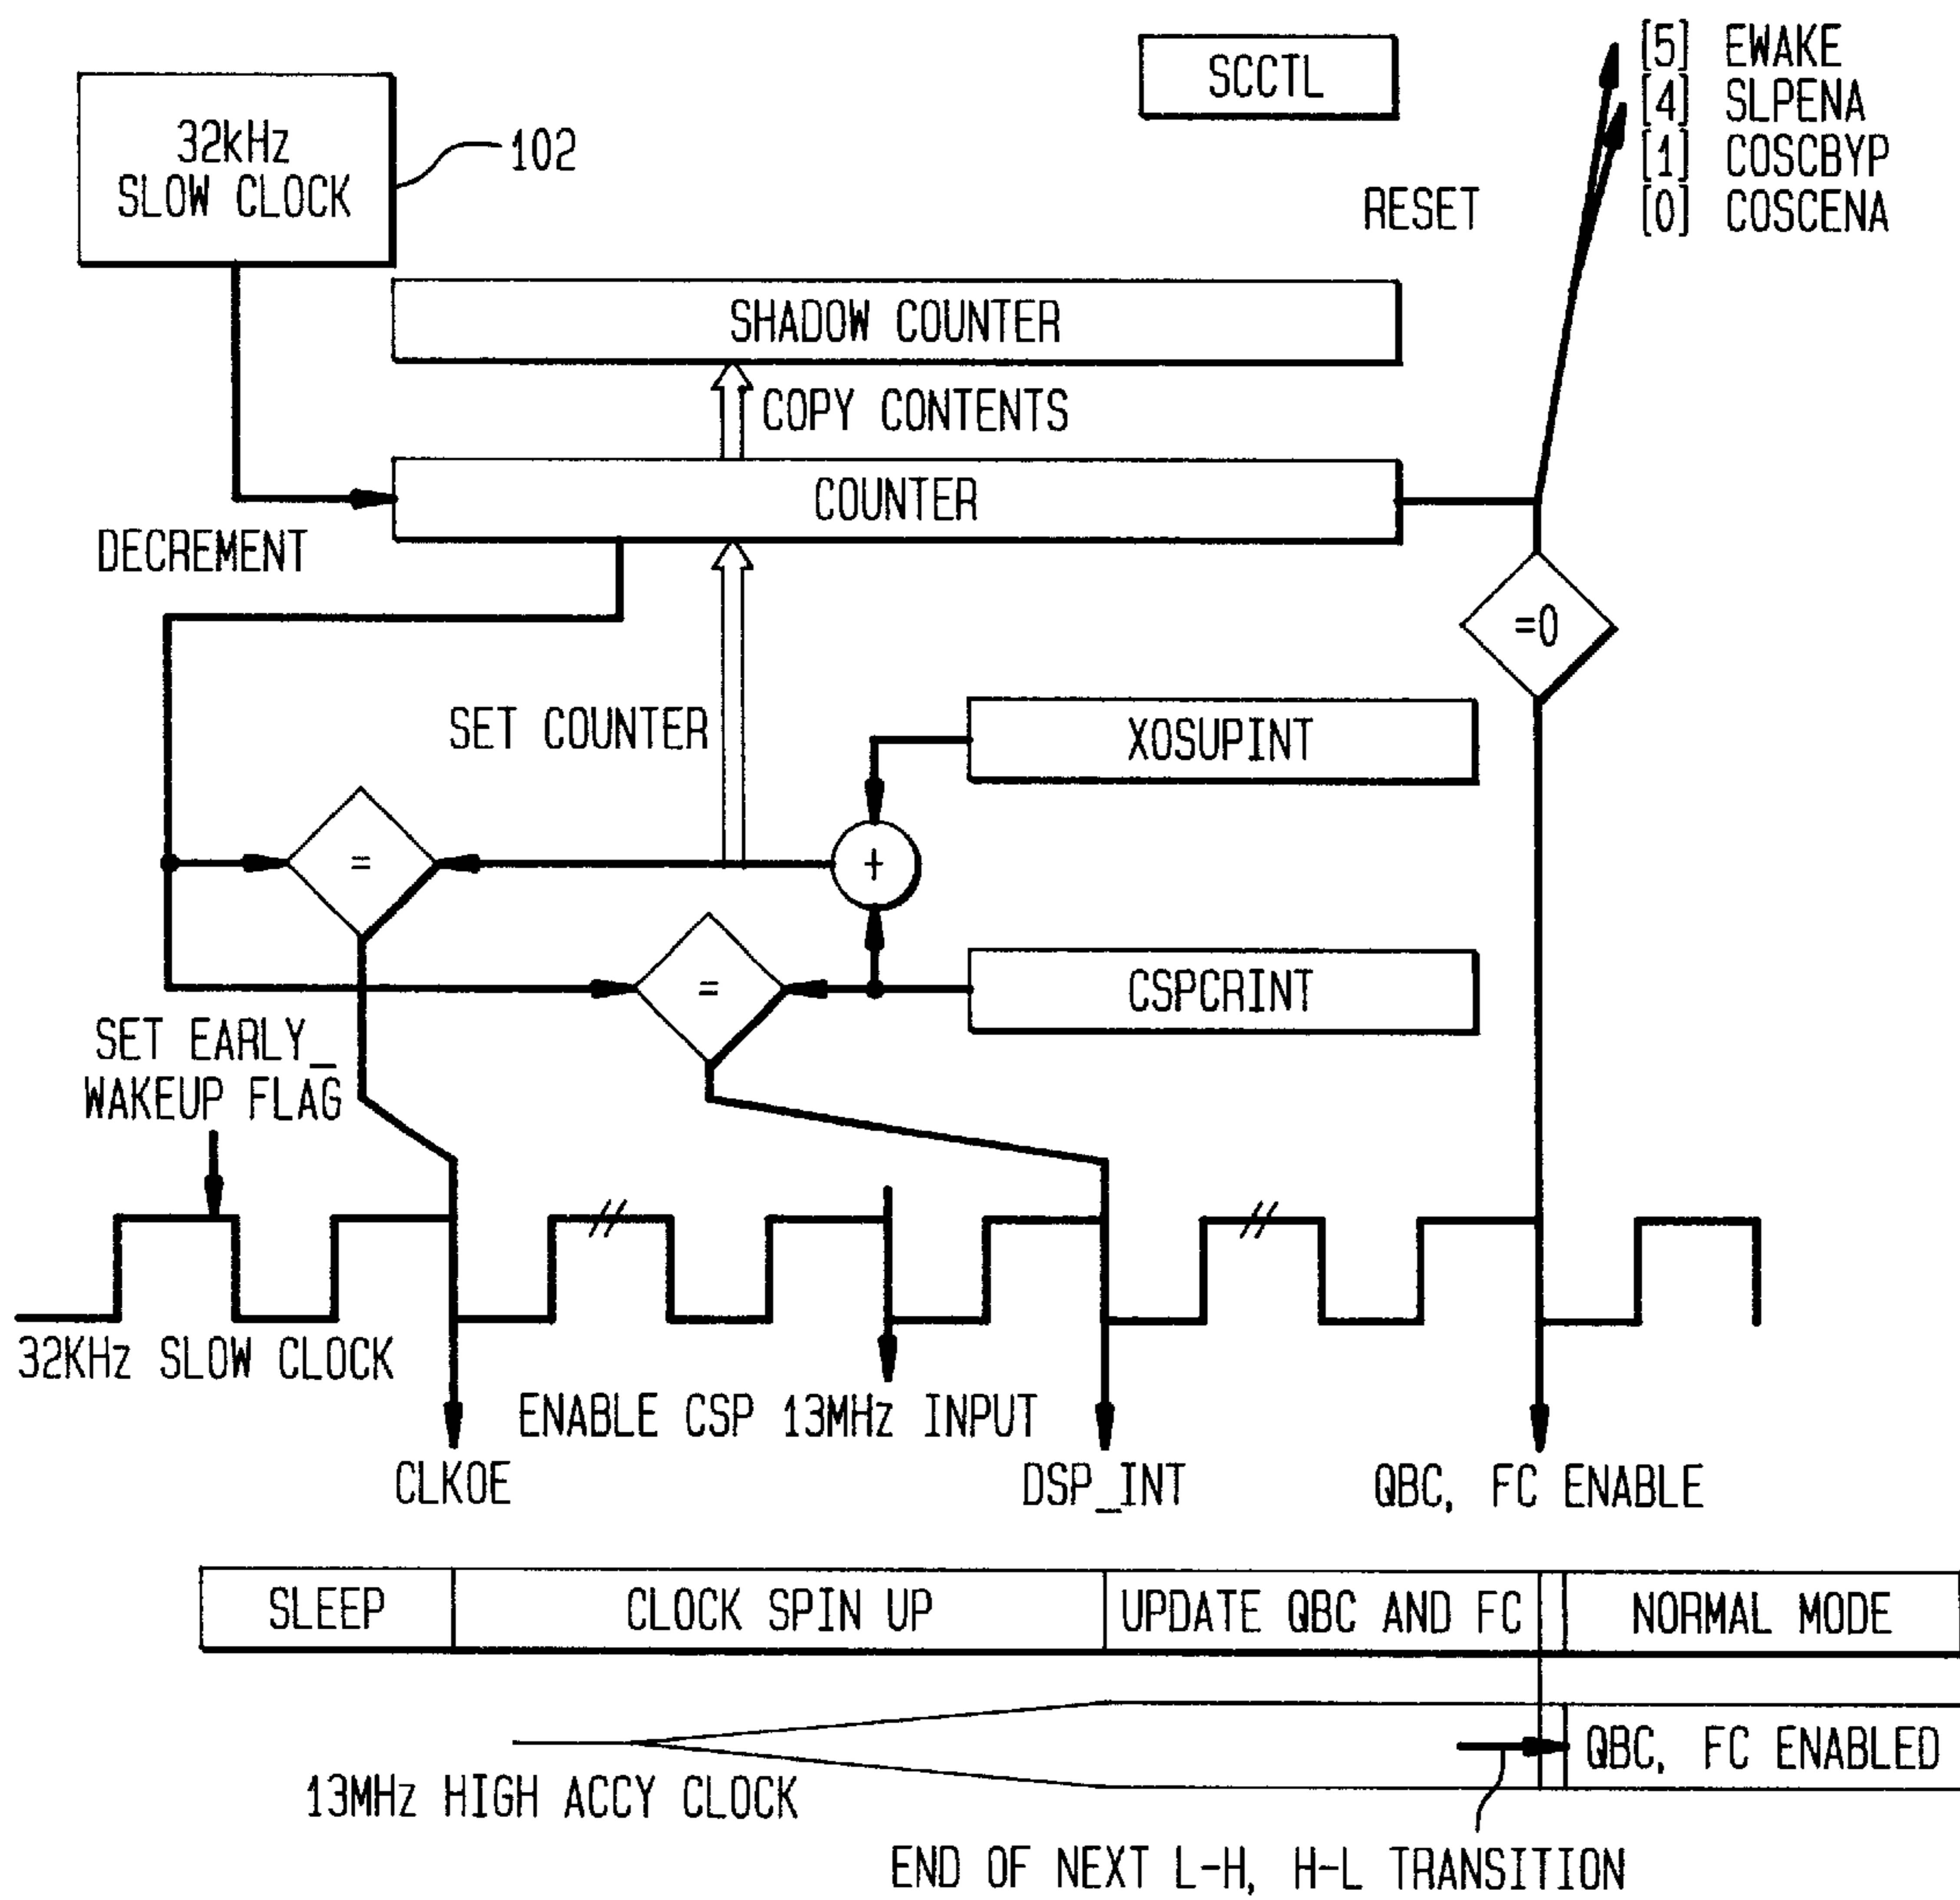 [5] EWAKE
[4] SLPENA
[1] COSCBYP
[0] COSCENA
SCCTL
RESET
32kHz
SLOW CLOCK
102
SHADOW COUNTER
COPY CONTENTS
COUNTER
DECREMENT
=0
SET COUNTER
XOSUPINT
=
+
=
CSPCRINT
SET EARLY_
WAKEUP FLAG
32KHz SLOW CLOCK
ENABLE CSP 13MHz INPUT
CLKOE
DSP_INT
QBC, FC ENABLE
SLEEP
CLOCK SPIN UP
UPDATE QBC AND FC
NORMAL MODE
QBC, FC ENABLED
13MHz HIGH ACCY CLOCK
END OF NEXT L-H, H-L TRANSITION